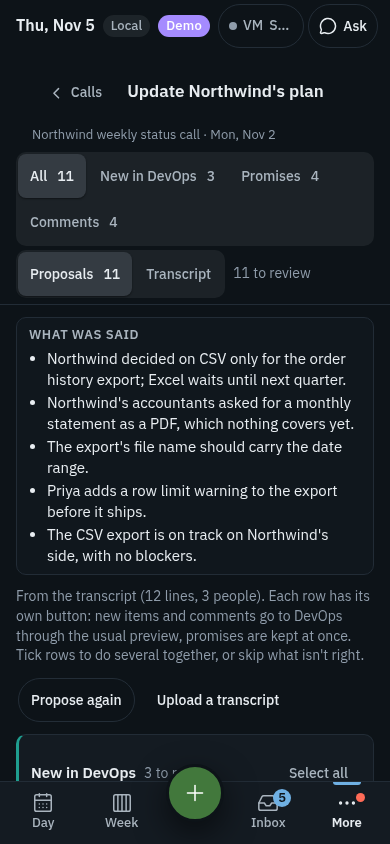 Thu, Nov 5 Local Demo VM S... Ask
Calls Update Northwind's plan
Northwind weekly status call · Mon, Nov 2
All 11 New in DevOps 3 Promises 4
Comments 4
Proposals 11 Transcript 11 to review
WHAT WAS SAID
• Northwind decided on CSV only for the order
history export; Excel waits until next quarter.
• Northwind's accountants asked for a monthly
statement as a PDF, which nothing covers yet.
• The export's file name should carry the date
range.
• Priya adds a row limit warning to the export
before it ships.
• The CSV export is on track on Northwind's
side, with no blockers.
From the transcript (12 lines, 3 people). Each row has its
own button: new items and comments go to DevOps
through the usual preview, promises are kept at once.
Tick rows to do several together, or skip what isn't right.
Propose again Upload a transcript
New in DevOps 3 to Select all
Day Week Inbox 5 More